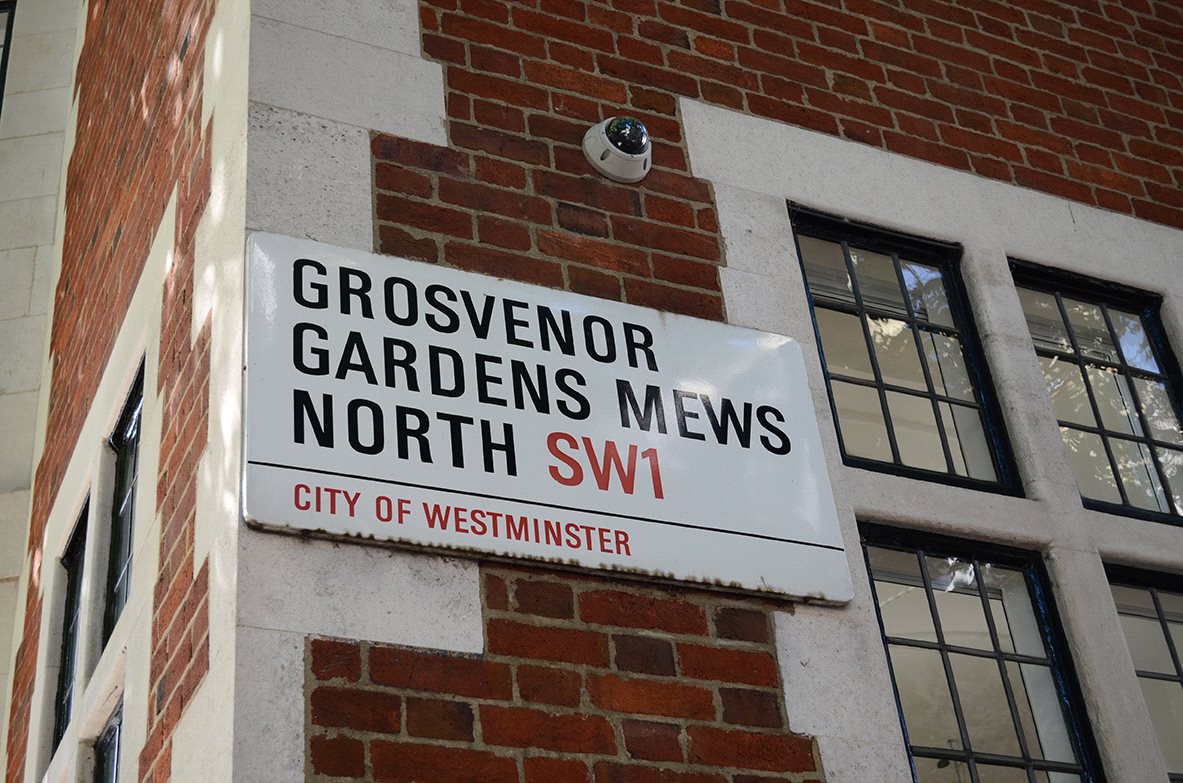 GROSVENOR
GARDENS MEWS
NORTH SW1
CITY OF WESTMINSTER